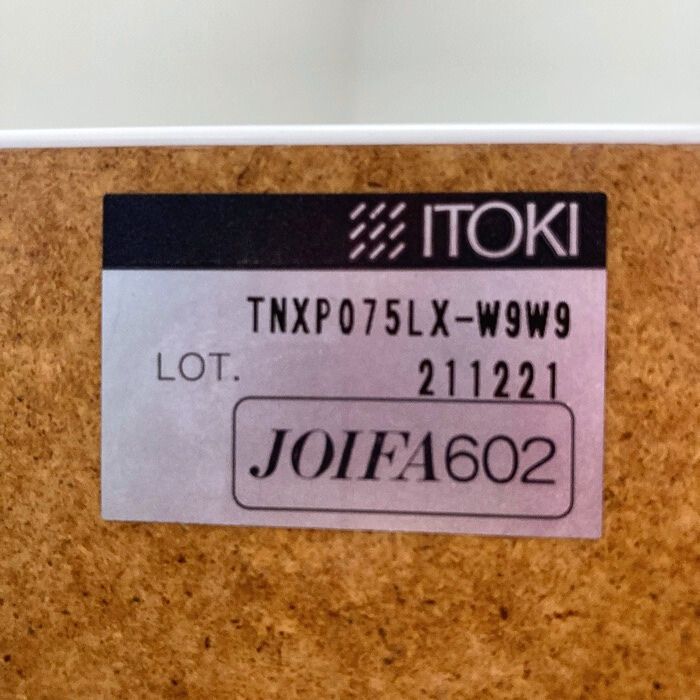 ITOKI
TNXP075LX-W9W9
LOT. 211221
JOIFA602